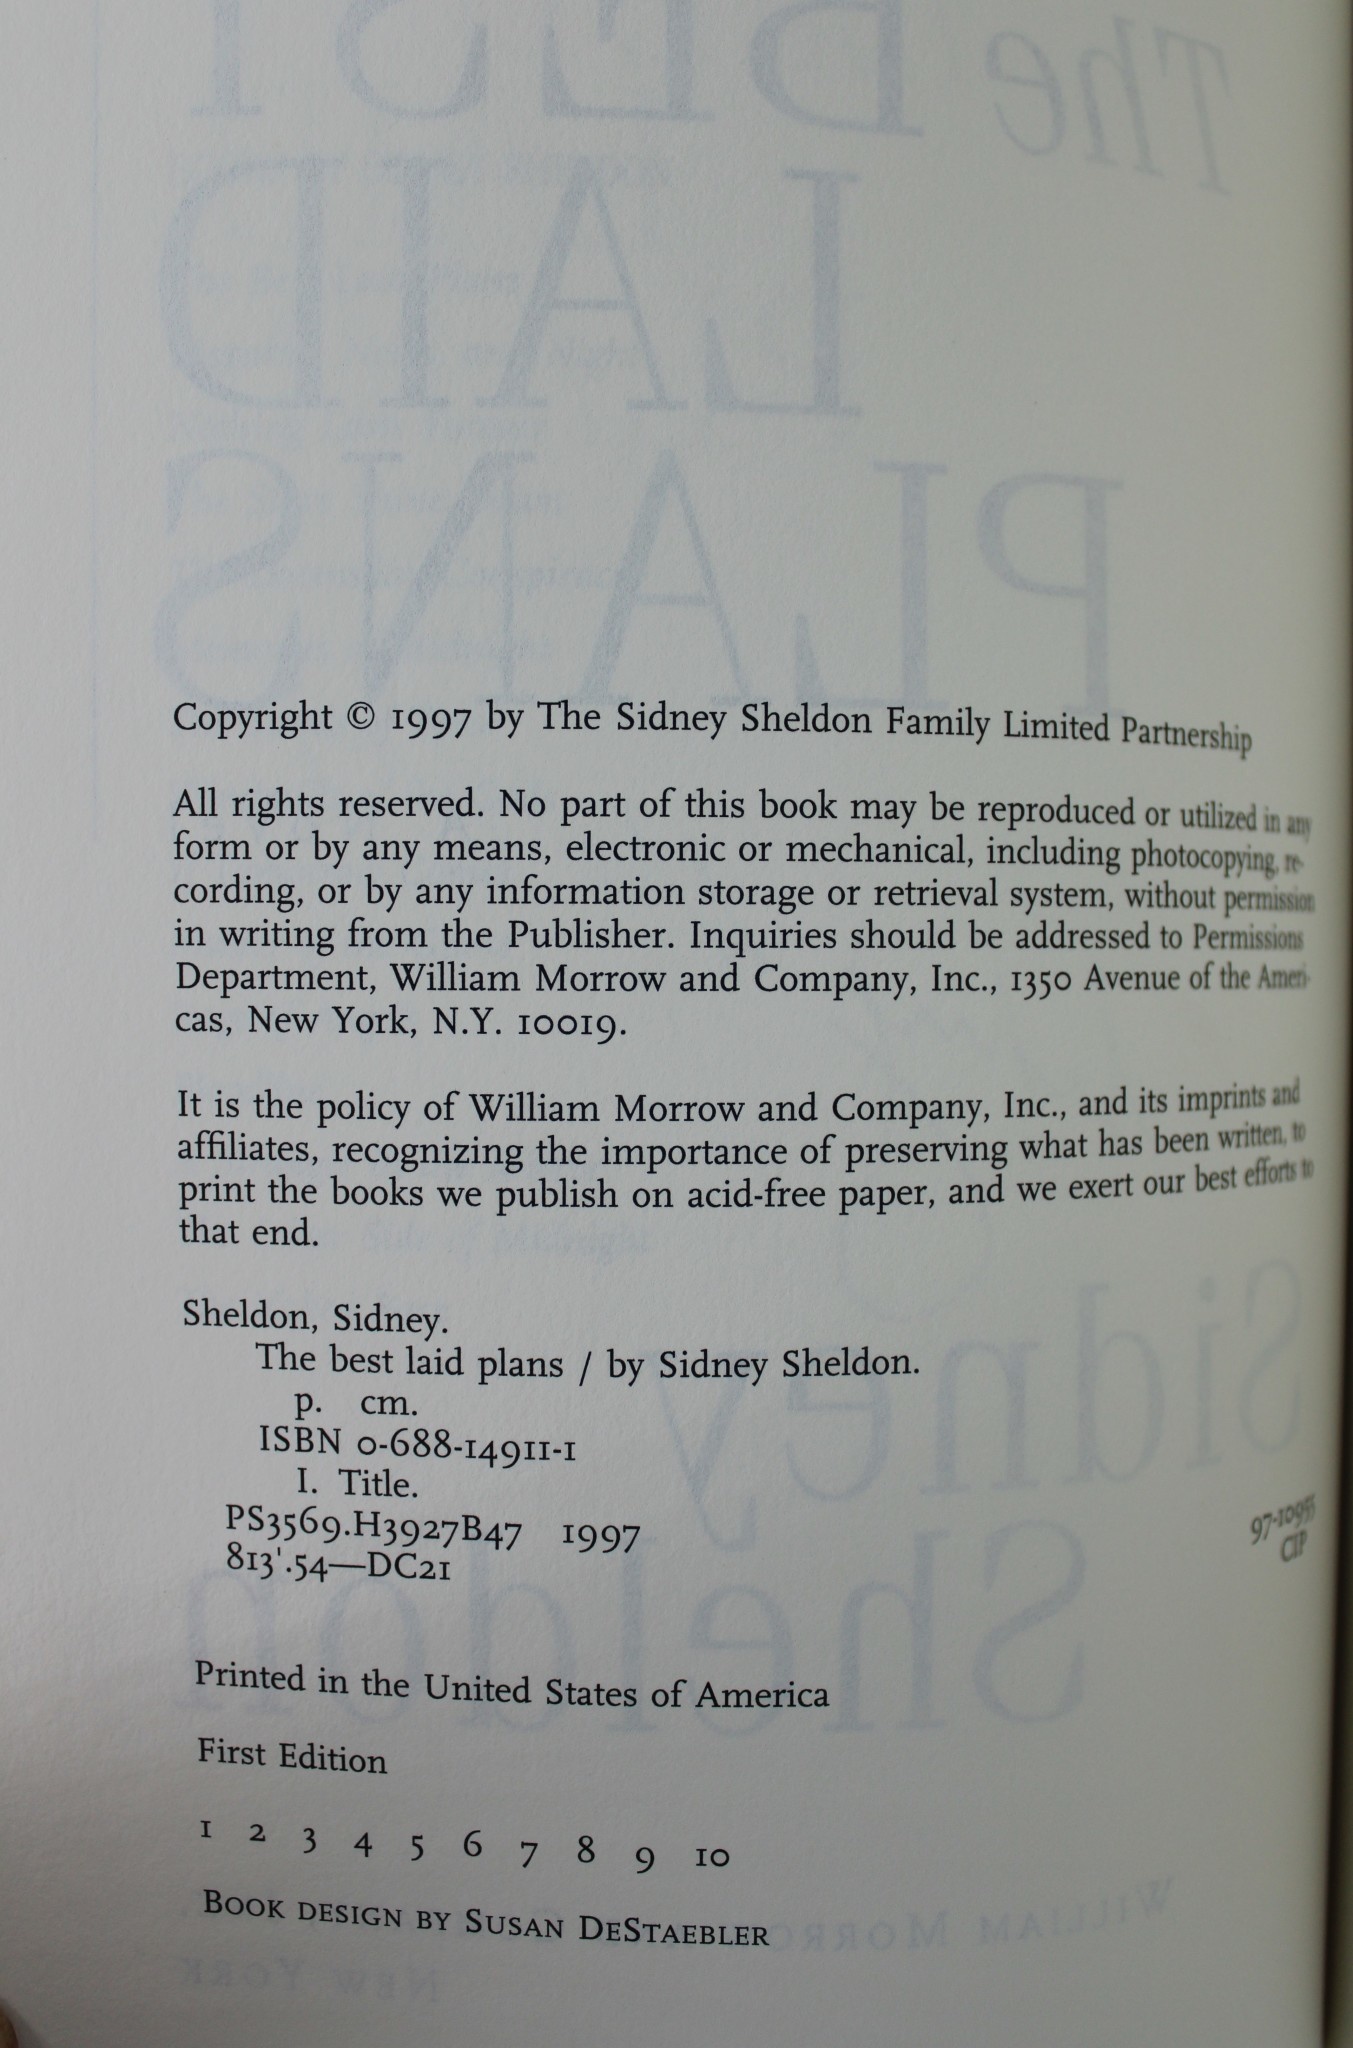 Copyright © 1997 by The Sidney Sheldon Family Limited Partnership
All rights reserved. No part of this book may be reproduced or utilized in any
form or by any means, electronic or mechanical, including photocopying, re-
cording, or by any information storage or retrieval system, without permission
in writing from the Publisher. Inquiries should be addressed to Permissions
Department, William Morrow and Company, Inc., 1350 Avenue of the Ameri-
cas, New York, N.Y. 10019.
It is the policy of William Morrow and Company, Inc., and its imprints and
affiliates, recognizing the importance of preserving what has been written, to
print the books we publish on acid-free paper, and we exert our best efforts to
that end.
Sheldon, Sidney.
The best laid plans / by Sidney Sheldon.
p. cm.
ISBN 0-688-14911-1
I. Title.
PS3569.H3927B47 1997
813'.54—DC21
CIP
Printed in the United States of America
First Edition
1 2 3 4 5 6 7 8 9 10
BOOK DESIGN BY SUSAN DESTAEBLER